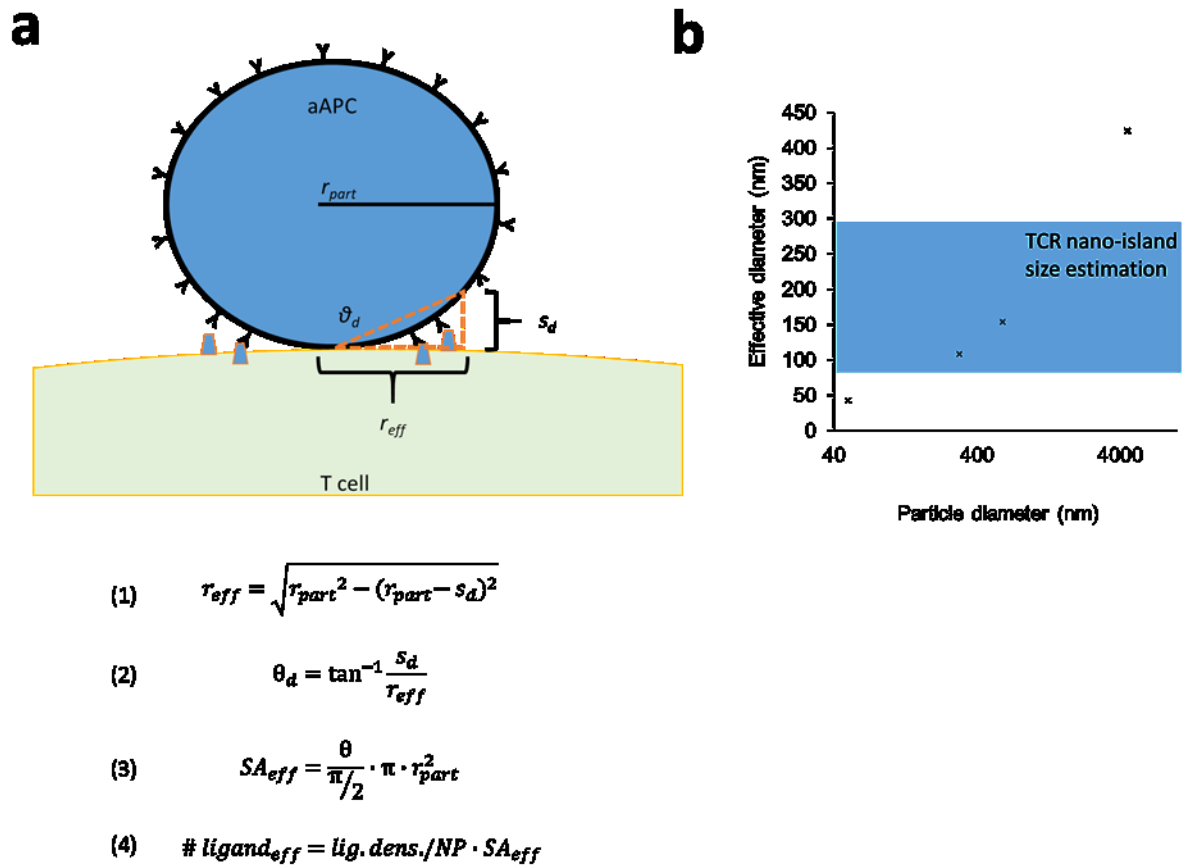 a
aAPC
r_part
ϑ_d
s_d
r_eff
T cell
b
Effective diameter (nm)
450
400
350
300
250
200
150
100
50
0
TCR nano-island
size estimation
40 400 4000
Particle diameter (nm)
(1) r_eff = √(r_part² − (r_part − s_d)²)
(2) θ_d = tan⁻¹ s_d / r_eff
(3) SA_eff = θ / (π/2) · π · r²_part
(4) # ligand_eff = lig. dens./NP · SA_eff